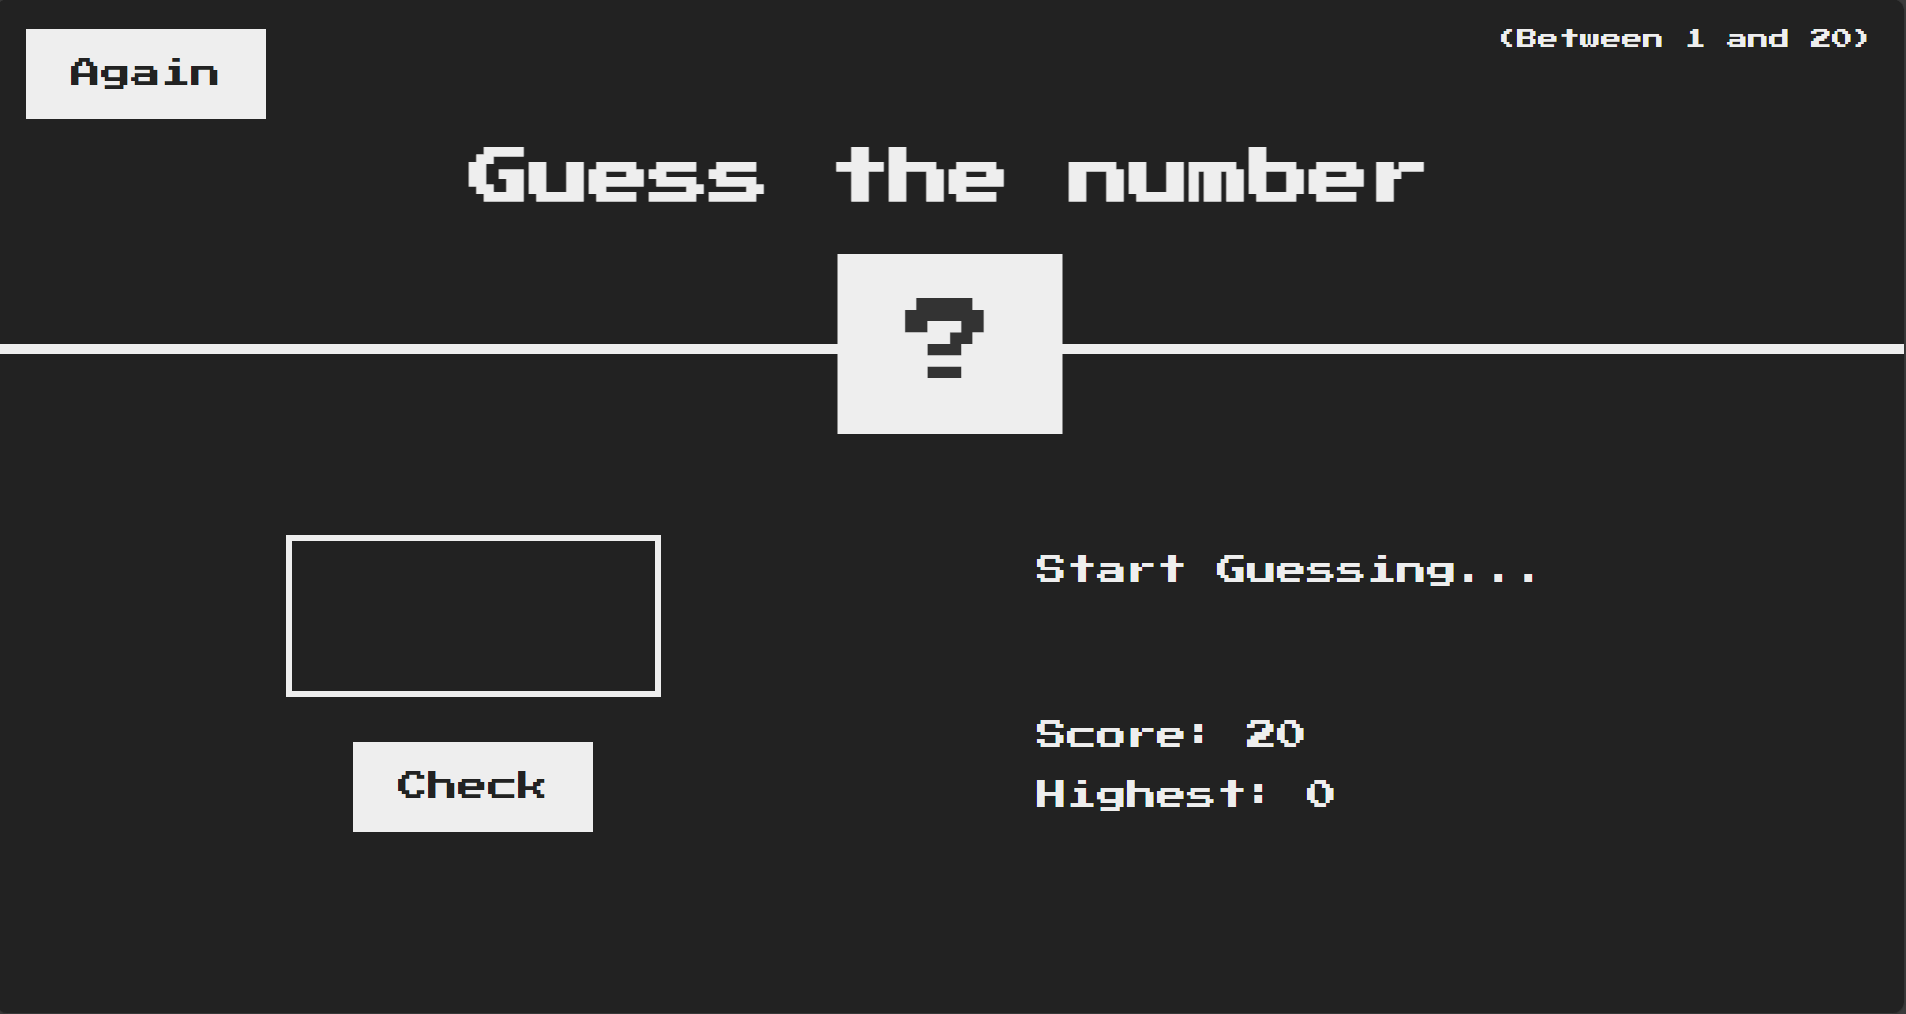 Again
(Between 1 and 20)
Guess the number
?
Start Guessing...
Score: 20
Check
Highest: 0